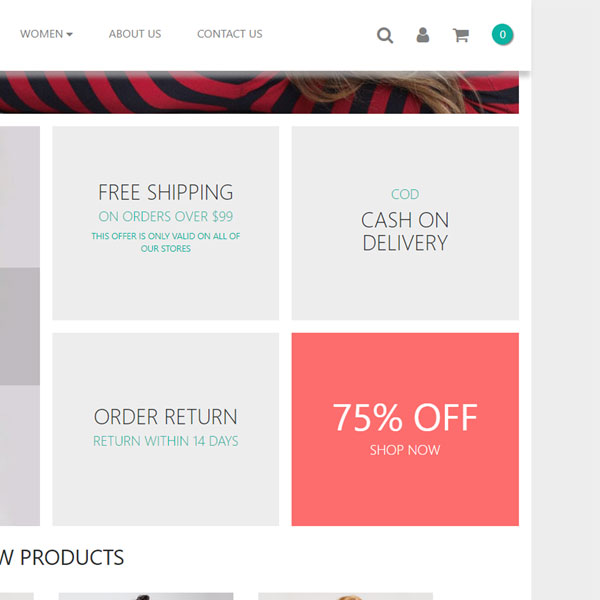 WOMEN
ABOUT US
CONTACT US
0
FREE SHIPPING
ON ORDERS OVER $99
THIS OFFER IS ONLY VALID ON ALL OF
OUR STORES
COD
CASH ON
DELIVERY
ORDER RETURN
RETURN WITHIN 14 DAYS
75% OFF
SHOP NOW
W PRODUCTS